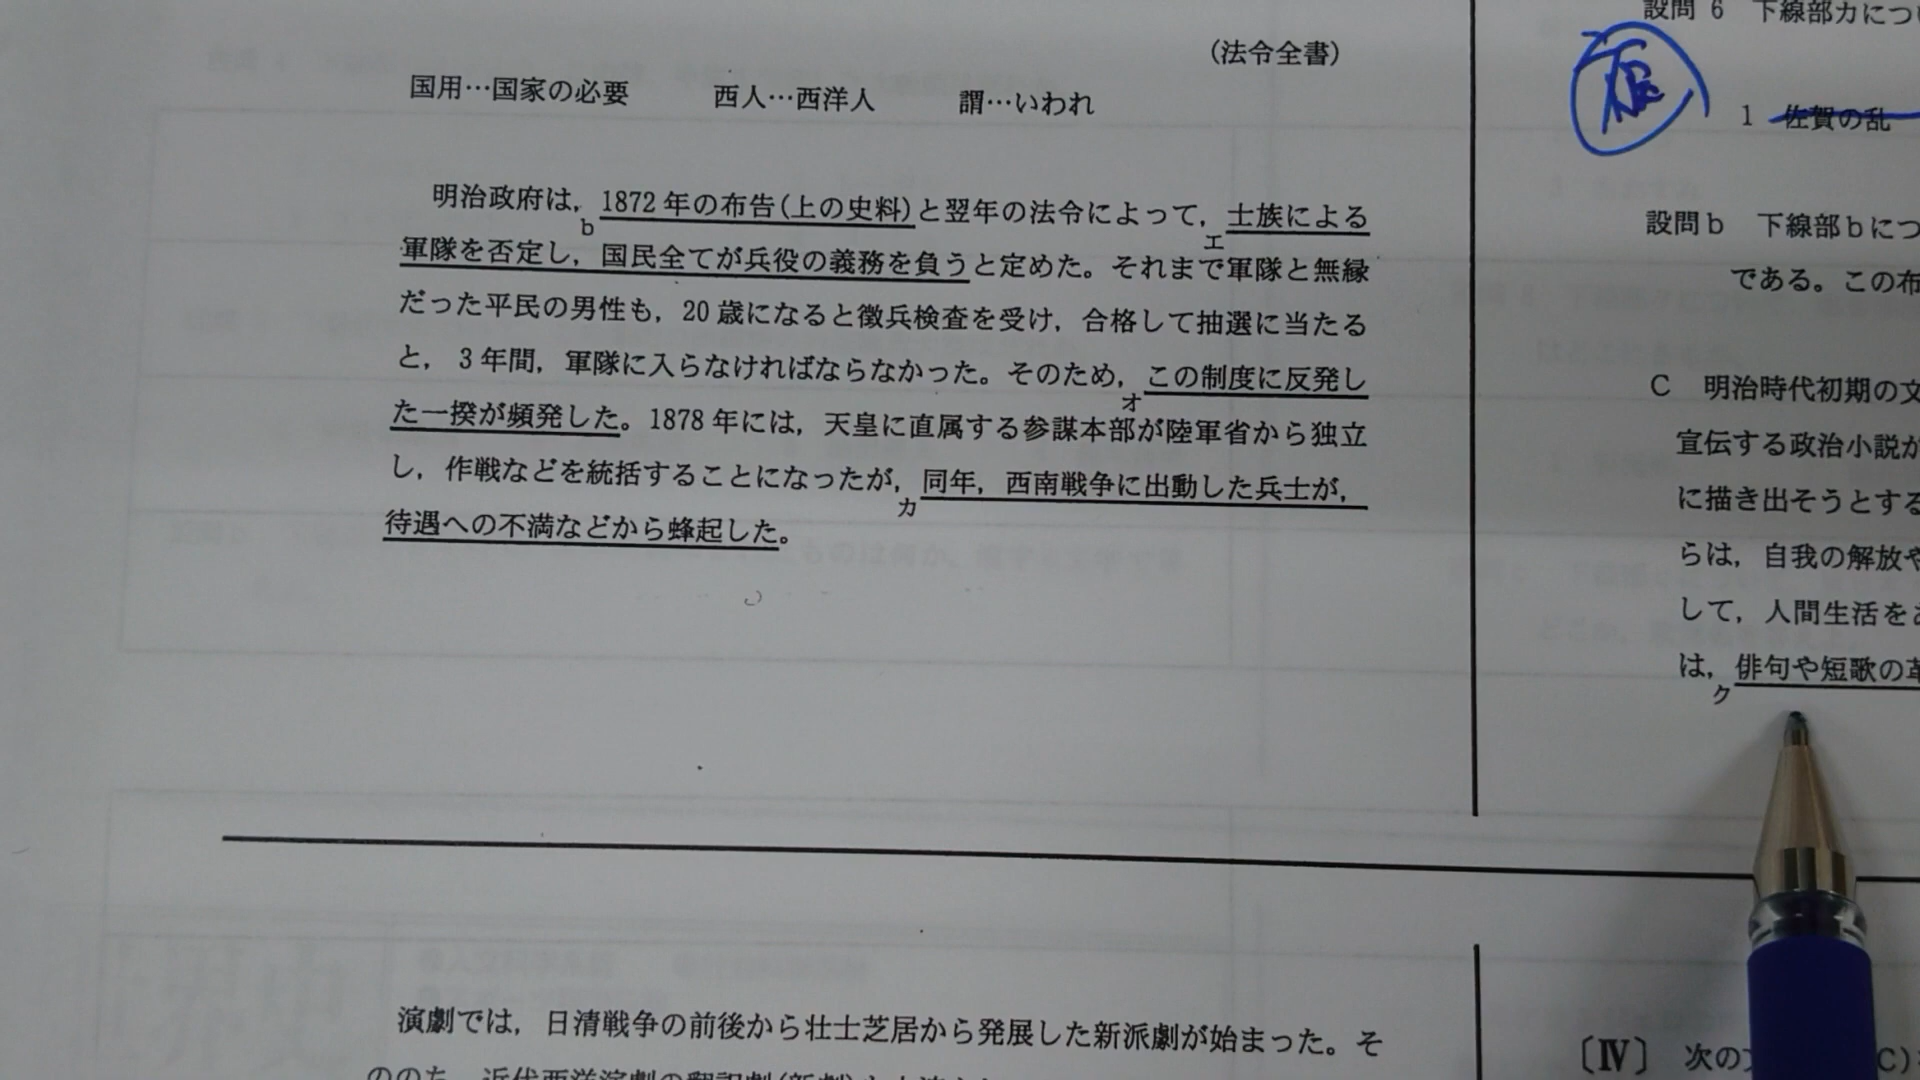 (法令全書)
国用…国家の必要　西人…西洋人　謂…いわれ
明治政府は，1872年の布告(上の史料)と翌年の法令によって，士族による
b
エ
軍隊を否定し，国民全てが兵役の義務を負うと定めた。それまで軍隊と無縁
だった平民の男性も，20歳になると徴兵検査を受け，合格して抽選に当たる
と，3年間，軍隊に入らなければならなかった。そのため，この制度に反発し
オ
た一揆が頻発した。1878年には，天皇に直属する参謀本部が陸軍省から独立
し，作戦などを統括することになったが，同年，西南戦争に出動した兵士が，
カ
待遇への不満などから蜂起した。
演劇では，日清戦争の前後から壮士芝居から発展した新派劇が始まった。そ
ののち，近代西洋演劇の翻訳劇(新劇)
設問6　下線部カにつ
1　佐賀の乱
設問b　下線部bにつ
である。この布
C　明治時代初期の文
宣伝する政治小説が
に描き出そうとする
らは，自我の解放や
して，人間生活を
は，俳句や短歌の革
ク
〔Ⅳ〕　次の文　C)